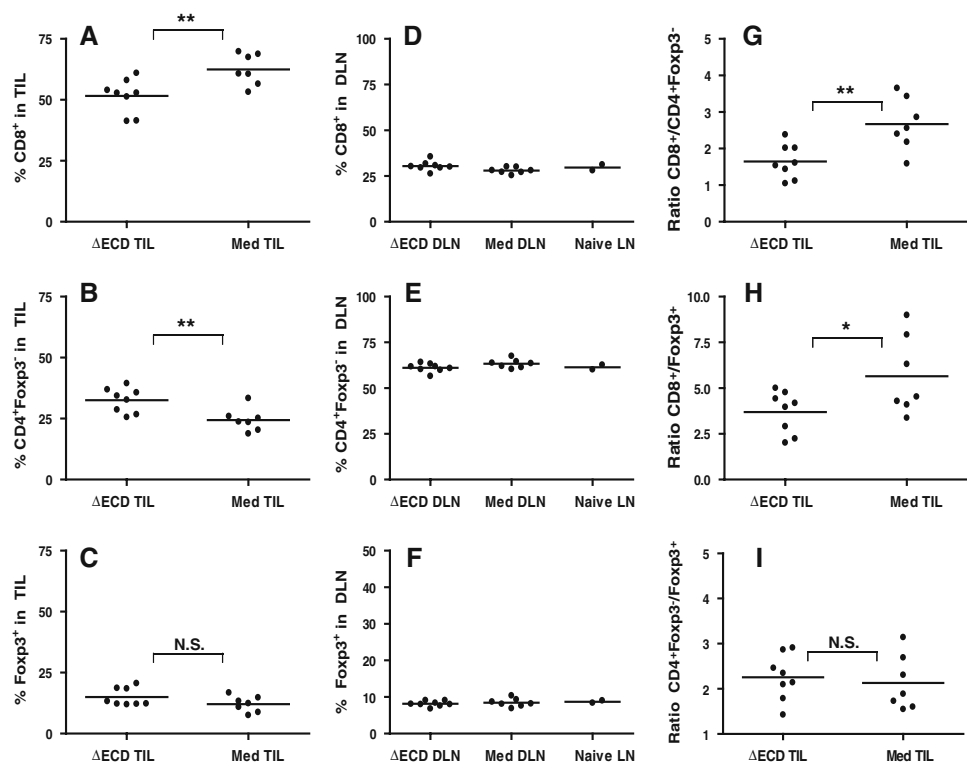 A
**
75
50
25
0
% CD8⁺ in TIL
ΔECD TIL Med TIL
D
100
75
50
25
0
% CD8⁺ in DLN
ΔECD DLN Med DLN Naive LN
G
**
5
4
3
2
1
0
Ratio CD8⁺/CD4⁺Foxp3⁻
ΔECD TIL Med TIL
B
**
75
50
25
0
% CD4⁺Foxp3⁻ in TIL
ΔECD TIL Med TIL
E
100
75
50
25
0
% CD4⁺Foxp3⁻ in DLN
ΔECD DLN Med DLN Naive LN
H
*
10.0
7.5
5.0
2.5
0.0
Ratio CD8⁺/Foxp3⁺
ΔECD TIL Med TIL
C
N.S.
75
50
25
0
% Foxp3⁺ in TIL
ΔECD TIL Med TIL
F
50
40
30
20
10
0
% Foxp3⁺ in DLN
ΔECD DLN Med DLN Naive LN
I
N.S.
5
4
3
2
1
Ratio CD4⁺Foxp3⁻/Foxp3⁺
ΔECD TIL Med TIL